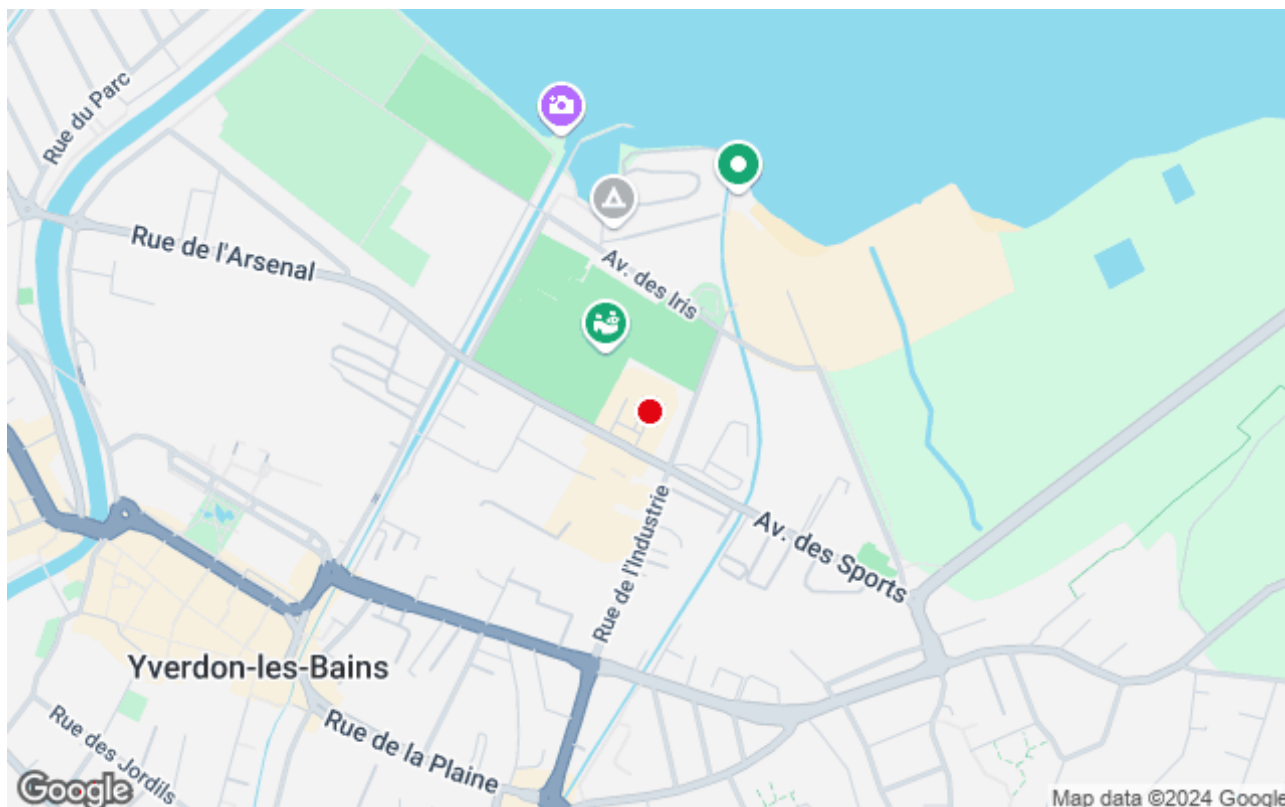 Rue du Parc
Rue de l'Arsenal
Av. des Iris
Rue de l'Industrie
Av. des Sports
Yverdon-les-Bains
Rue de la Plaine
Rue des Jordils
Google
Map data ©2024 Google